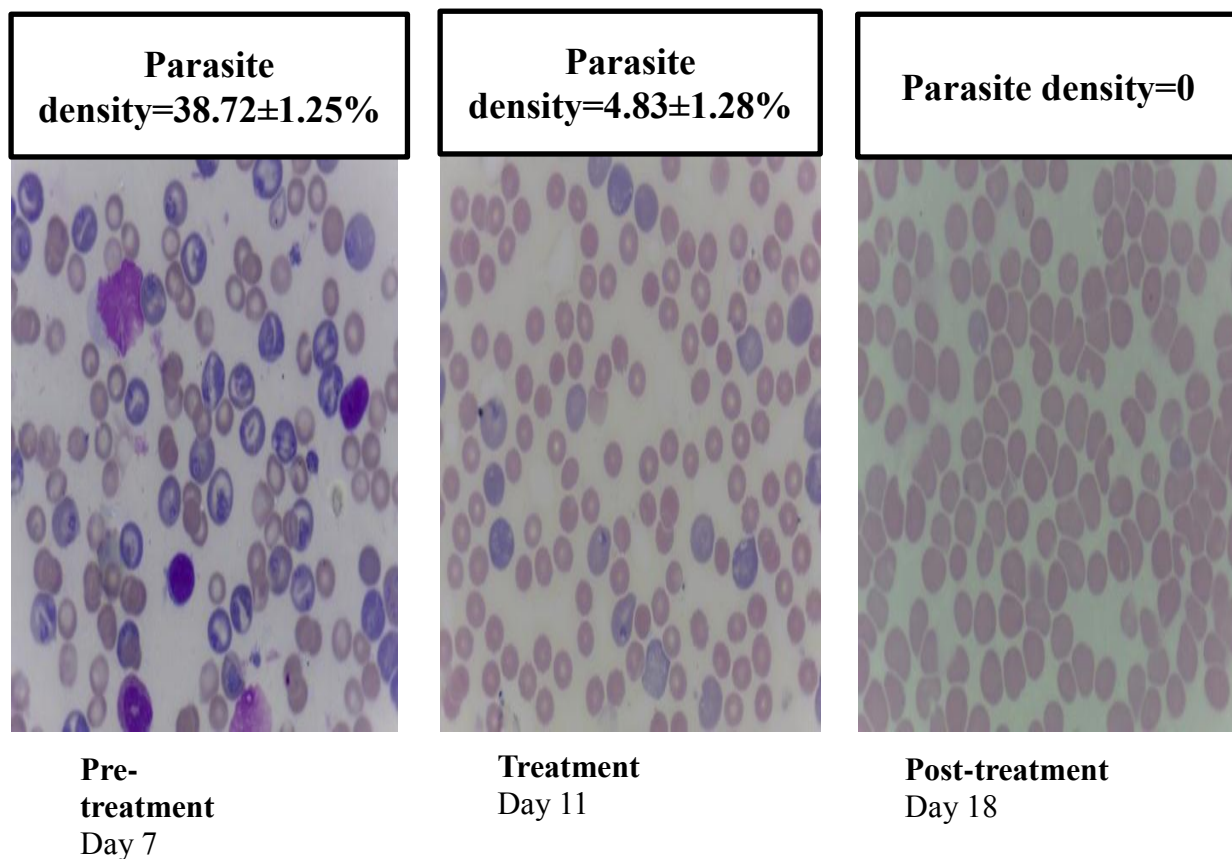 Parasite
density=38.72±1.25%
Parasite
density=4.83±1.28%
Parasite density=0
Pre-
treatment
Day 7
Treatment
Day 11
Post-treatment
Day 18